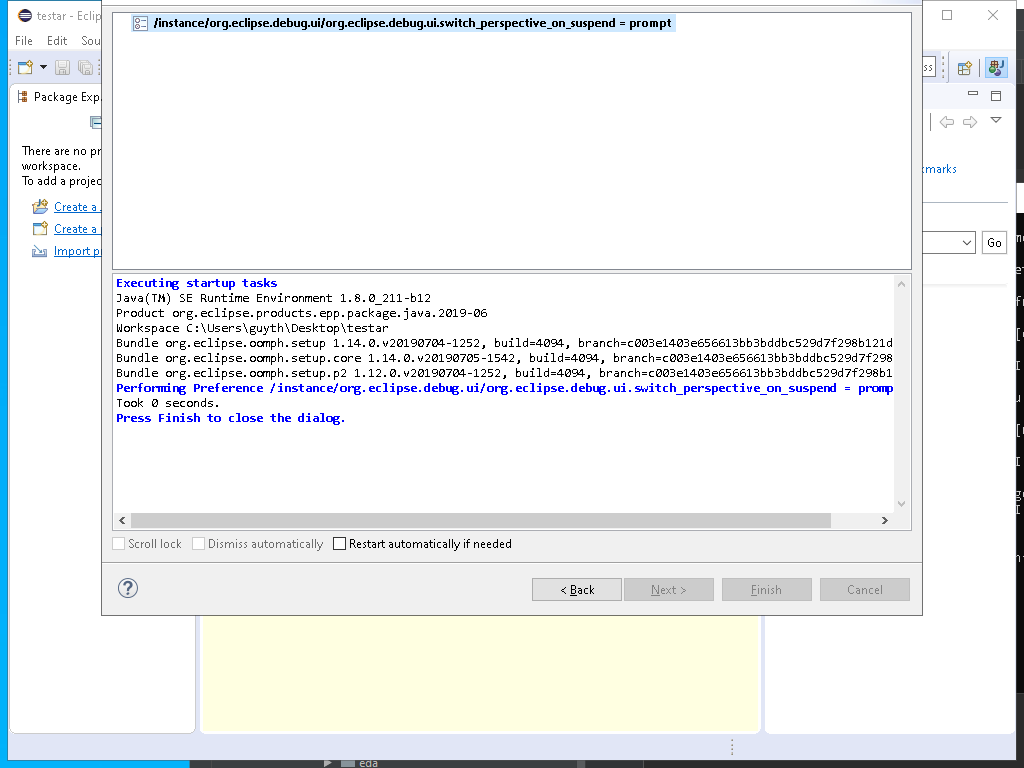 /instance/org.eclipse.debug.ui/org.eclipse.debug.ui.switch_perspective_on_suspend = prompt
testar - Eclip
File Edit Sou
ss
Package Exp
There are no pr
workspace.
To add a projec
Create a
Create a
Import p
kmarks
Go
Executing startup tasks
Java(TM) SE Runtime Environment 1.8.0_211-b12
Product org.eclipse.products.epp.package.java.2019-06
Workspace C:\Users\guyth\Desktop\testar
Bundle org.eclipse.oomph.setup 1.14.0.v20190704-1252, build=4094, branch=c003e1403e656613bb3bddbc529d7f298b121d
Bundle org.eclipse.oomph.setup.core 1.14.0.v20190705-1542, build=4094, branch=c003e1403e656613bb3bddbc529d7f298
Bundle org.eclipse.oomph.setup.p2 1.12.0.v20190704-1252, build=4094, branch=c003e1403e656613bb3bddbc529d7f298b1
Performing Preference /instance/org.eclipse.debug.ui/org.eclipse.debug.ui.switch_perspective_on_suspend = promp
Took 0 seconds.
Press Finish to close the dialog.
Scroll lock Dismiss automatically Restart automatically if needed
? < Back Next > Finish Cancel
eda